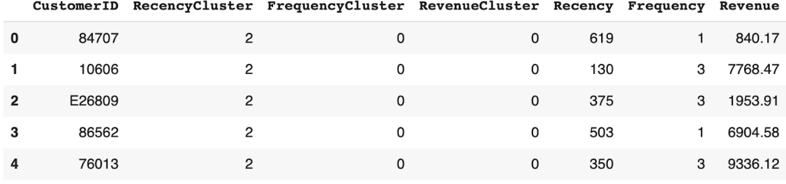 CustomerID RecencyCluster FrequencyCluster RevenueCluster Recency Frequency Revenue
0 84707 2 0 0 619 1 840.17
1 10606 2 0 0 130 3 7768.47
2 E26809 2 0 0 375 3 1953.91
3 86562 2 0 0 503 1 6904.58
4 76013 2 0 0 350 3 9336.12